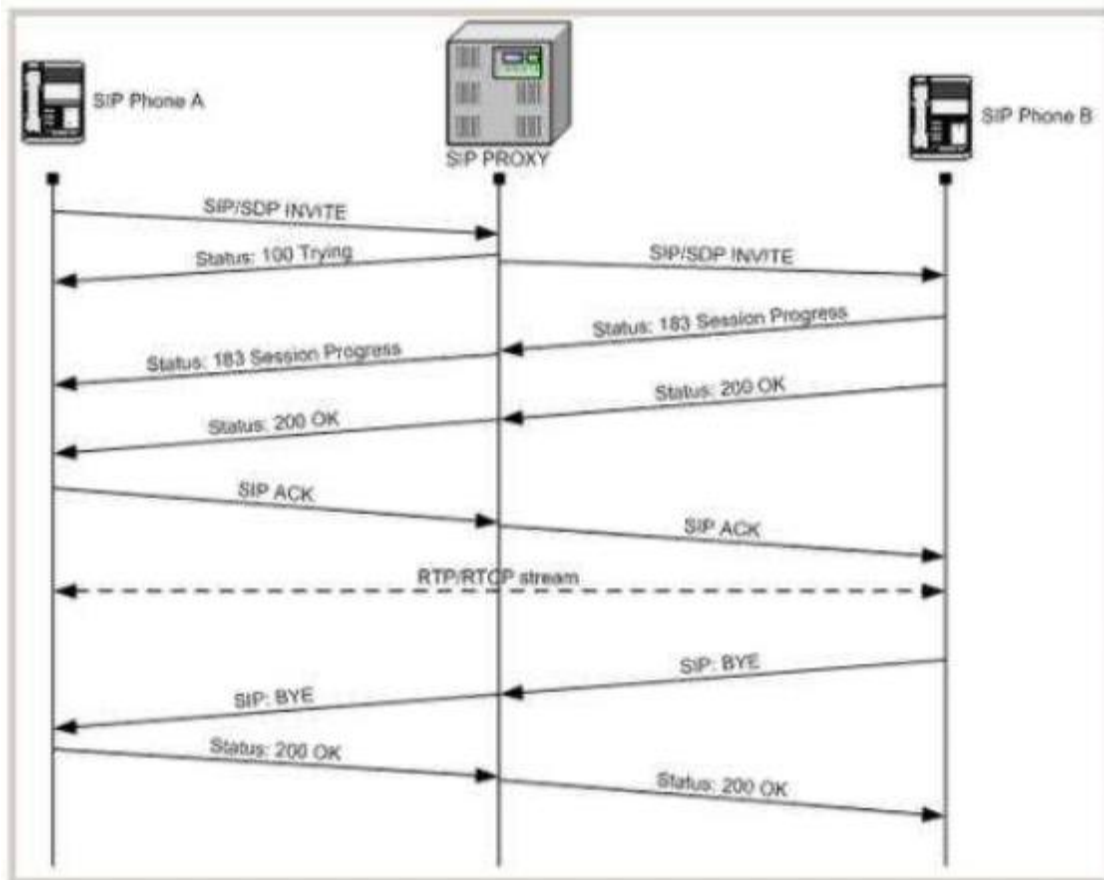 SIP Phone A
SIP PROXY
SIP Phone B
SIP/SDP INVITE
Status: 100 Trying
SIP/SDP INVITE
Status: 183 Session Progress
Status: 183 Session Progress
Status: 200 OK
Status: 200 OK
SIP ACK
SIP ACK
RTP/RTCP stream
SIP: BYE
SIP: BYE
Status: 200 OK
Status: 200 OK